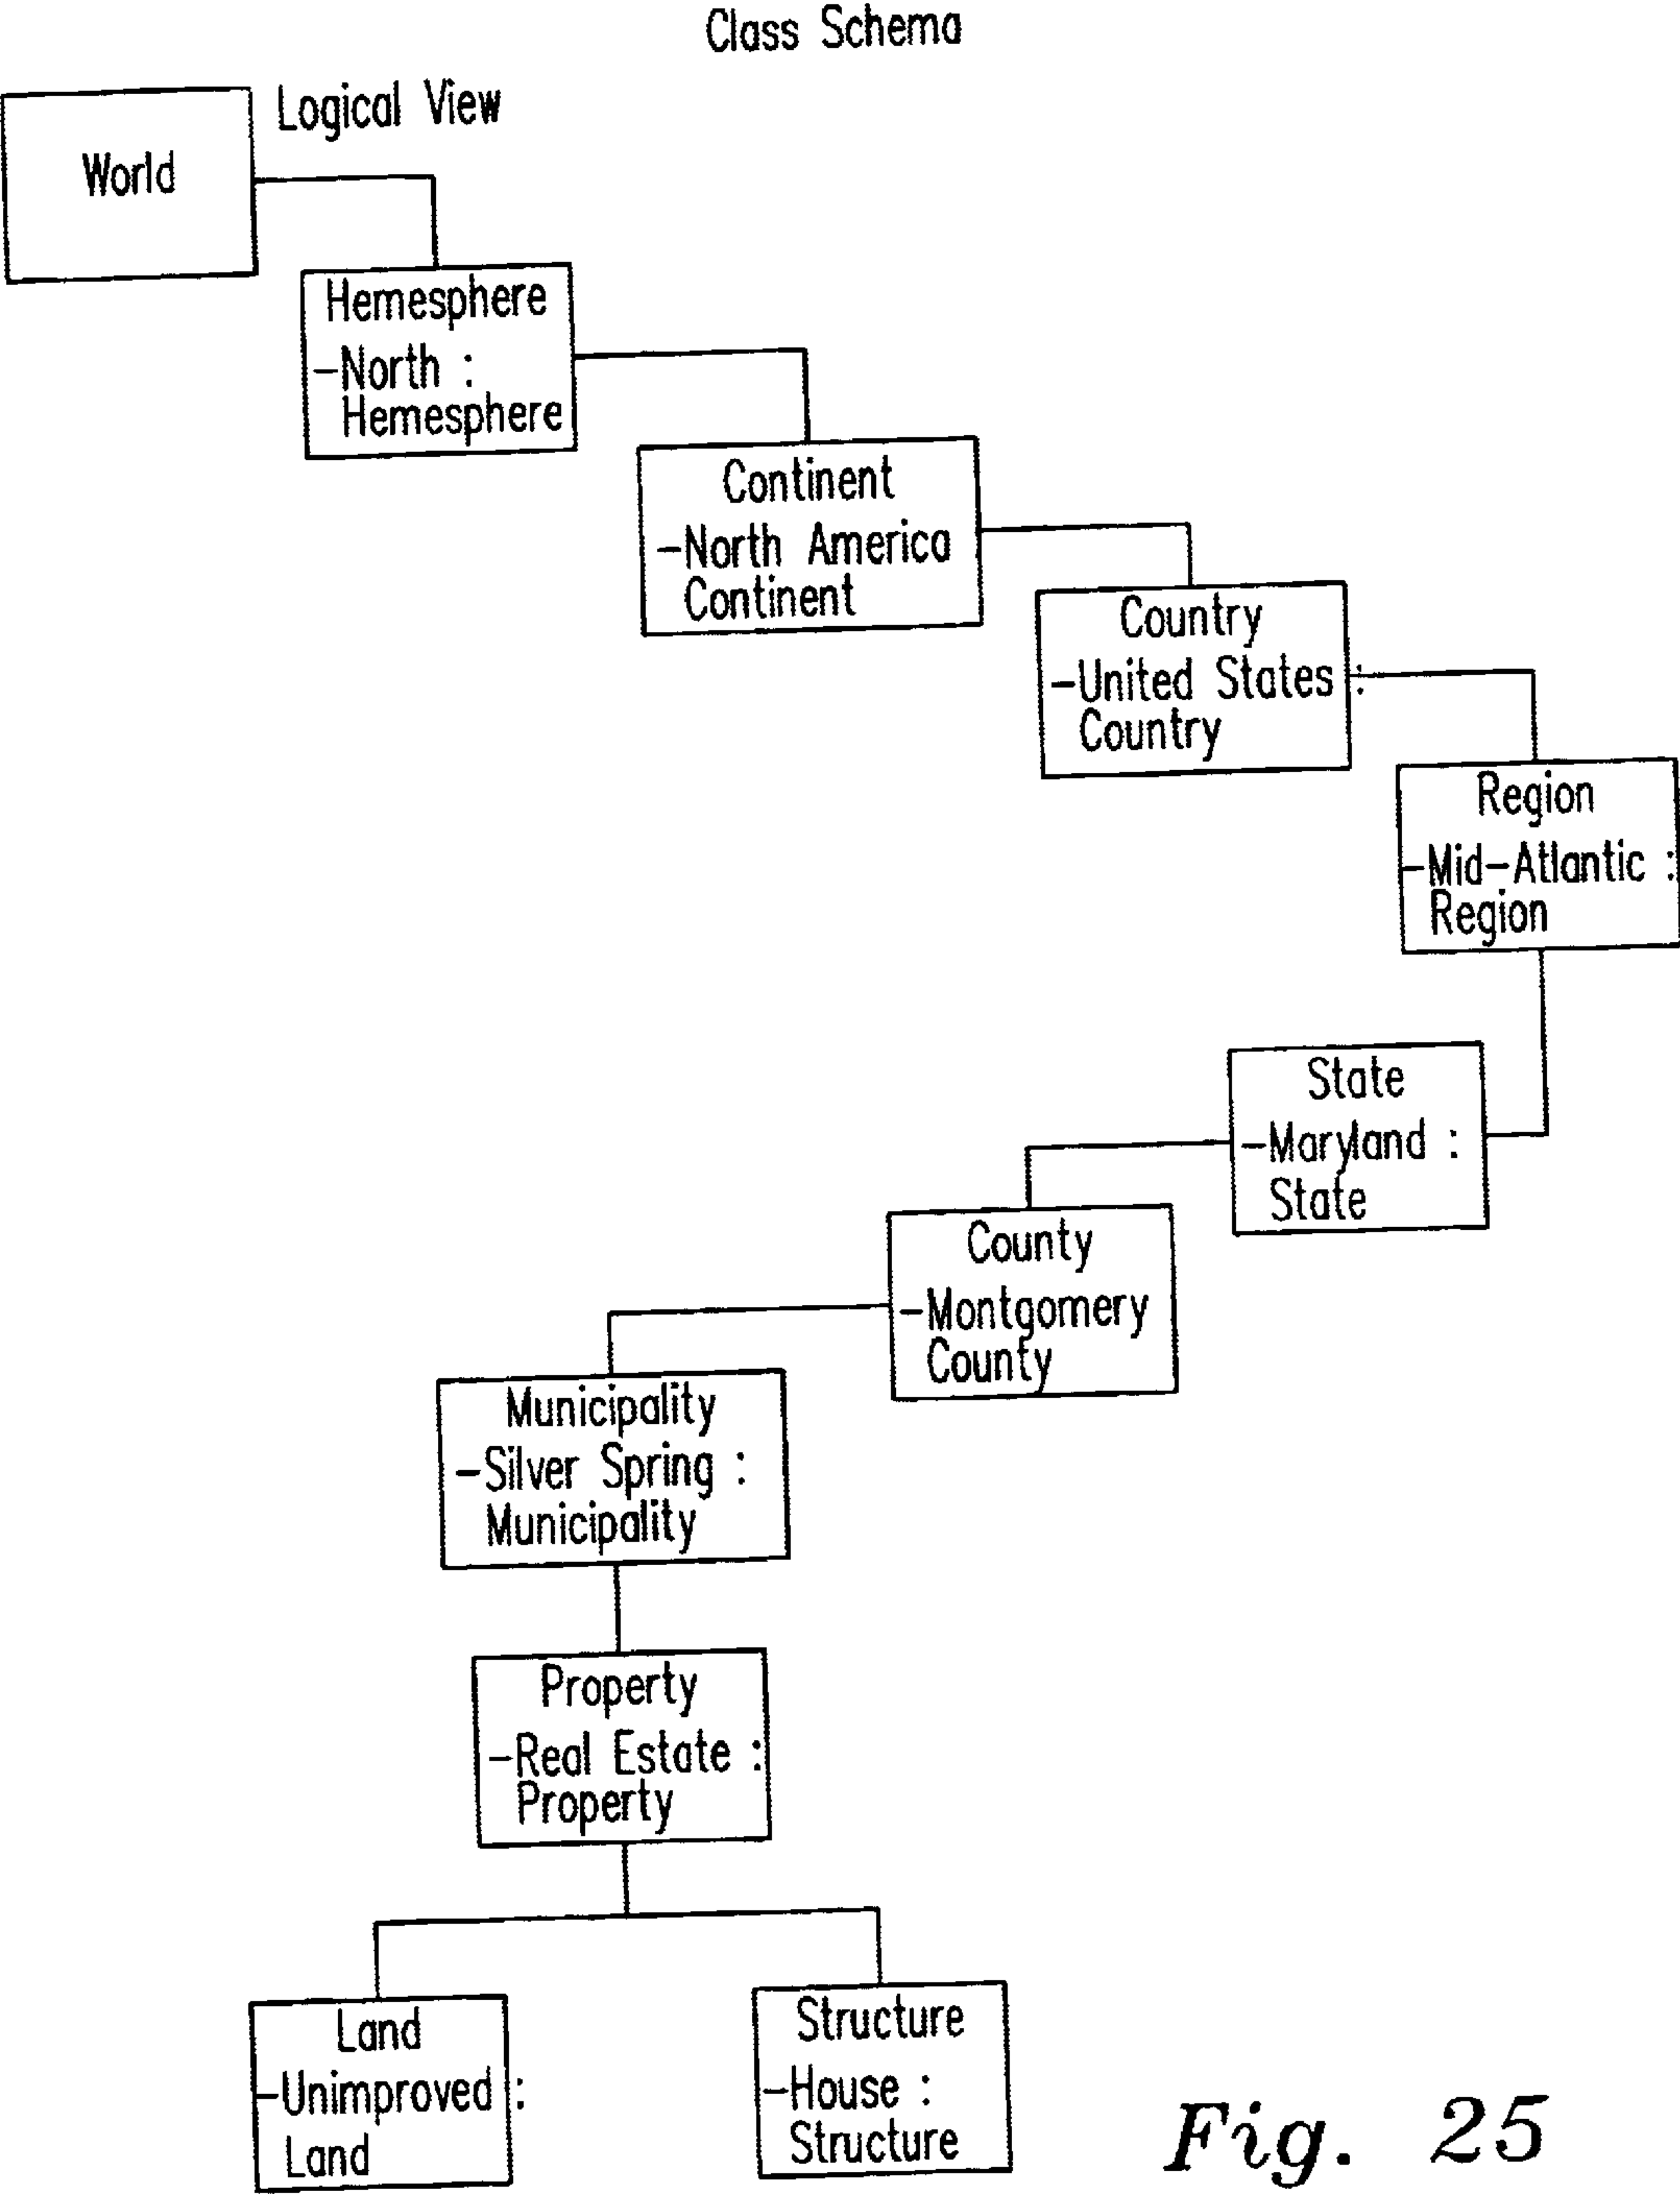 Class Schema
Logical View
World
Hemesphere
-North :
Hemesphere
Continent
-North America
Continent
Country
-United States :
Country
Region
-Mid-Atlantic :
Region
State
-Maryland :
State
County
-Montgomery
County
Municipality
-Silver Spring :
Municipality
Property
-Real Estate :
Property
Land
-Unimproved :
Land
Structure
-House :
Structure
Fig. 25